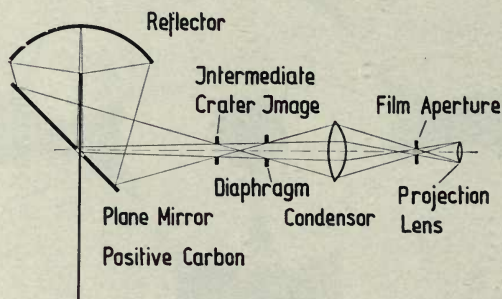 Reflector
Intermediate
Crater Image
Film Aperture
Diaphragm
Condensor
Projection
Lens
Plane Mirror
Positive Carbon